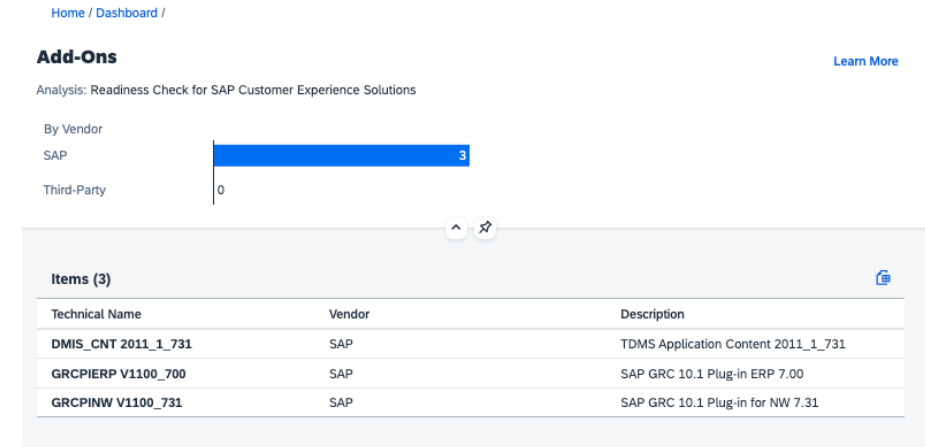 Home / Dashboard /
Add-Ons
Learn More
Analysis: Readiness Check for SAP Customer Experience Solutions
By Vendor
SAP 3
Third-Party 0
Items (3)
Technical Name Vendor Description
DMIS_CNT 2011_1_731 SAP TDMS Application Content 2011_1_731
GRCPIERP V1100_700 SAP SAP GRC 10.1 Plug-in ERP 7.00
GRCPINW V1100_731 SAP SAP GRC 10.1 Plug-in for NW 7.31